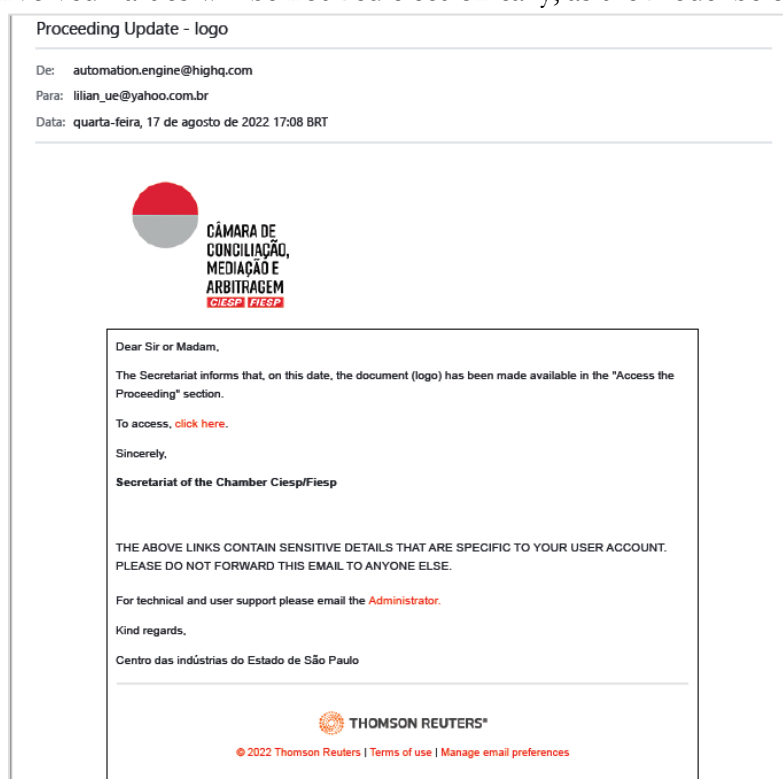 Proceeding Update - logo
De: automation.engine@highq.com
Para: lilian_ue@yahoo.com.br
Data: quarta-feira, 17 de agosto de 2022 17:08 BRT
CÂMARA DE
CONCILIAÇÃO,
MEDIAÇÃO E
ARBITRAGEM
CIESP FIESP
Dear Sir or Madam,
The Secretariat informs that, on this date, the document (logo) has been made available in the "Access the
Proceeding" section.
To access, click here.
Sincerely,
Secretariat of the Chamber Ciesp/Fiesp
THE ABOVE LINKS CONTAIN SENSITIVE DETAILS THAT ARE SPECIFIC TO YOUR USER ACCOUNT.
PLEASE DO NOT FORWARD THIS EMAIL TO ANYONE ELSE.
For technical and user support please email the Administrator.
Kind regards,
Centro das indústrias do Estado de São Paulo
THOMSON REUTERS®
© 2022 Thomson Reuters | Terms of use | Manage email preferences